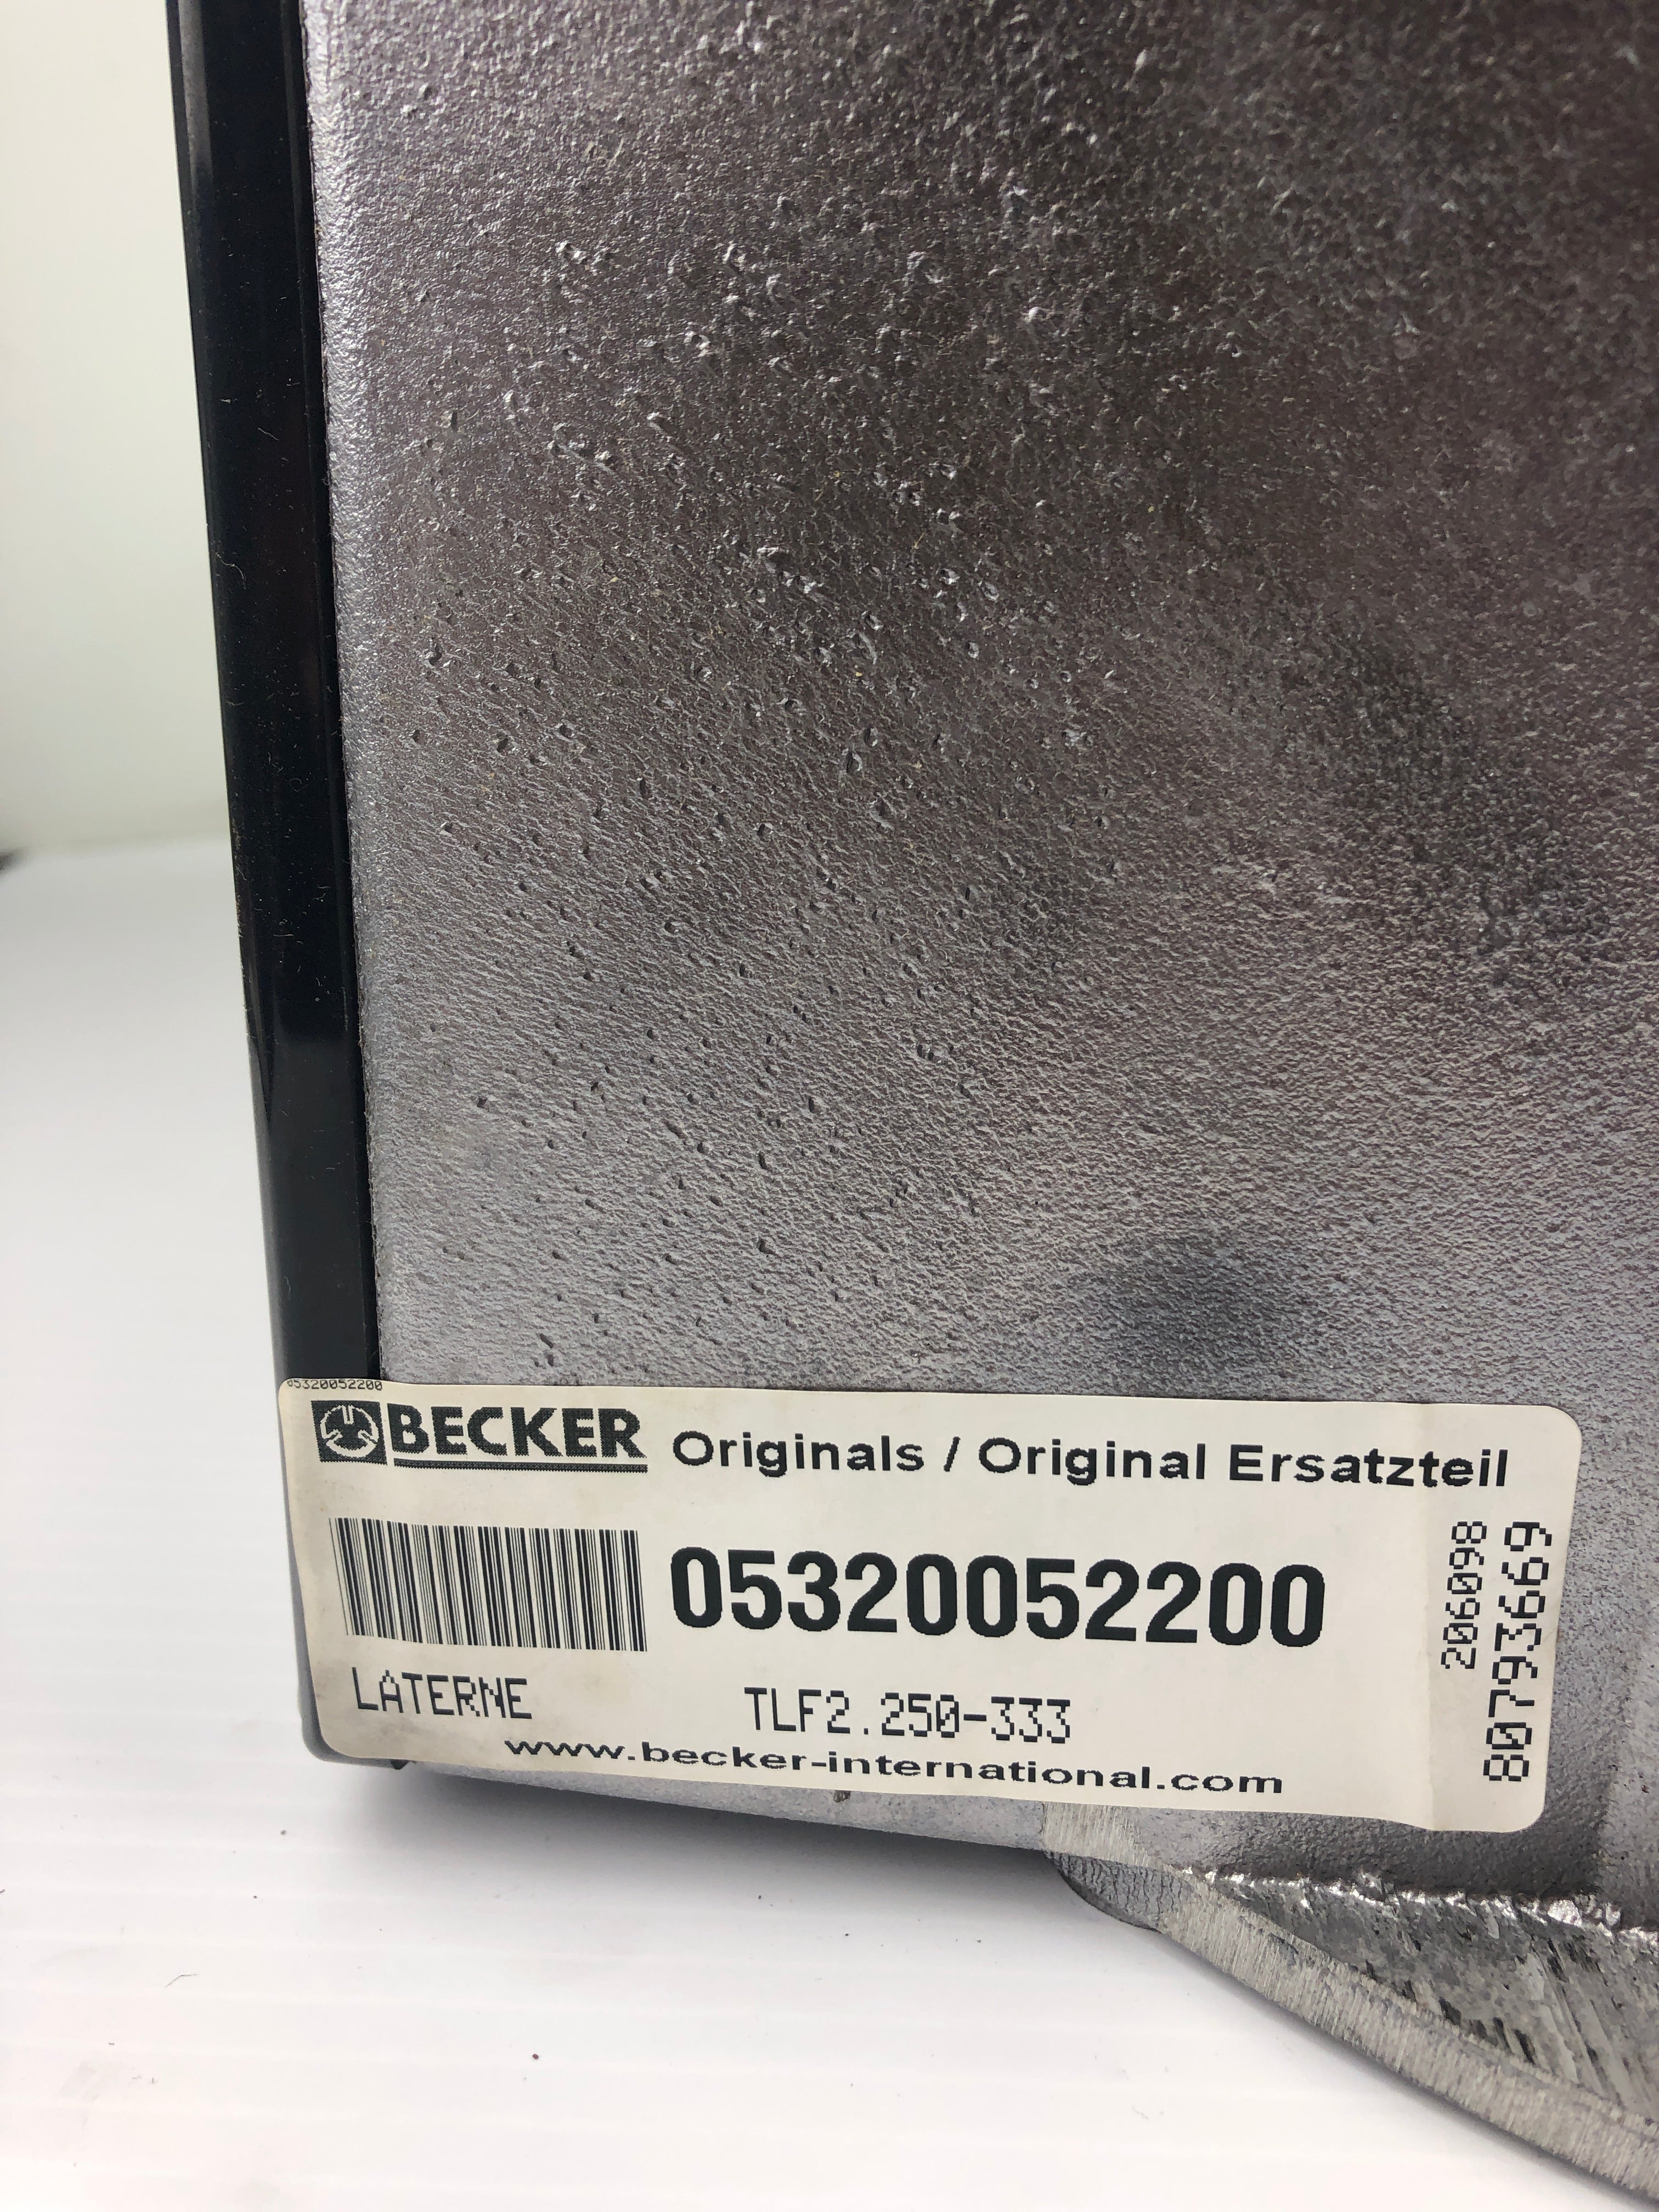 05320052200
BECKER Originals / Original Ersatzteil
05320052200
LATERNE TLF2.250-333
www.becker-international.com
206098
80793669